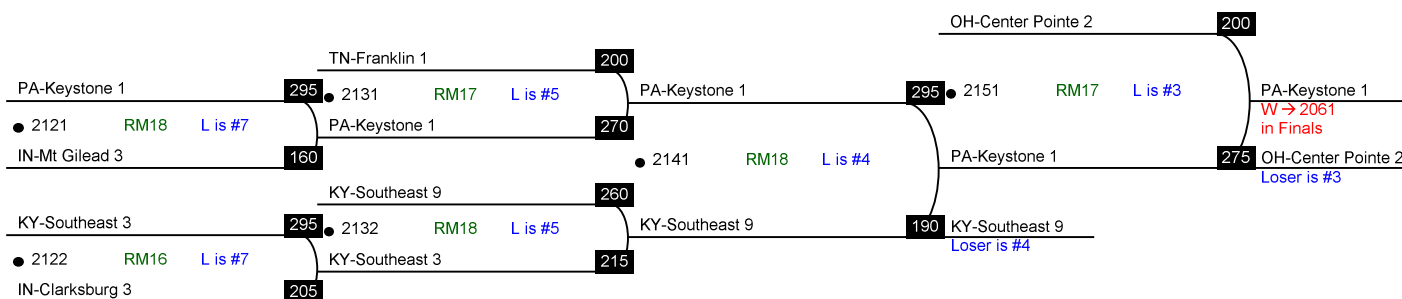 OH-Center Pointe 2 200
TN-Franklin 1 200
PA-Keystone 1 295
PA-Keystone 1 295
PA-Keystone 1
2131 RM17 L is #5
2151 RM17 L is #3
W → 2061
in Finals
2121 RM18 L is #7
PA-Keystone 1 270
IN-Mt Gilead 3 160
2141 RM18 L is #4
PA-Keystone 1 275
OH-Center Pointe 2
Loser is #3
KY-Southeast 9 260
KY-Southeast 3 295
2132 RM18 L is #5
KY-Southeast 9 190
KY-Southeast 9
Loser is #4
2122 RM16 L is #7
KY-Southeast 3 215
IN-Clarksburg 3 205